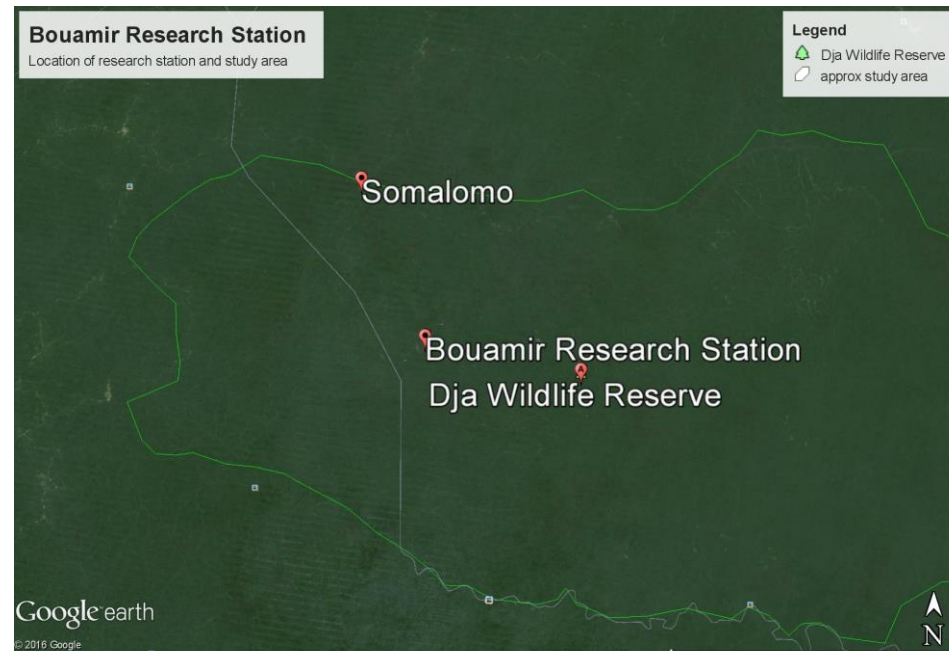 Bouamir Research Station
Location of research station and study area
Legend
Dja Wildlife Reserve
approx study area
Somalomo
Bouamir Research Station
A
Dja Wildlife Reserve
Google earth
© 2016 Google
N